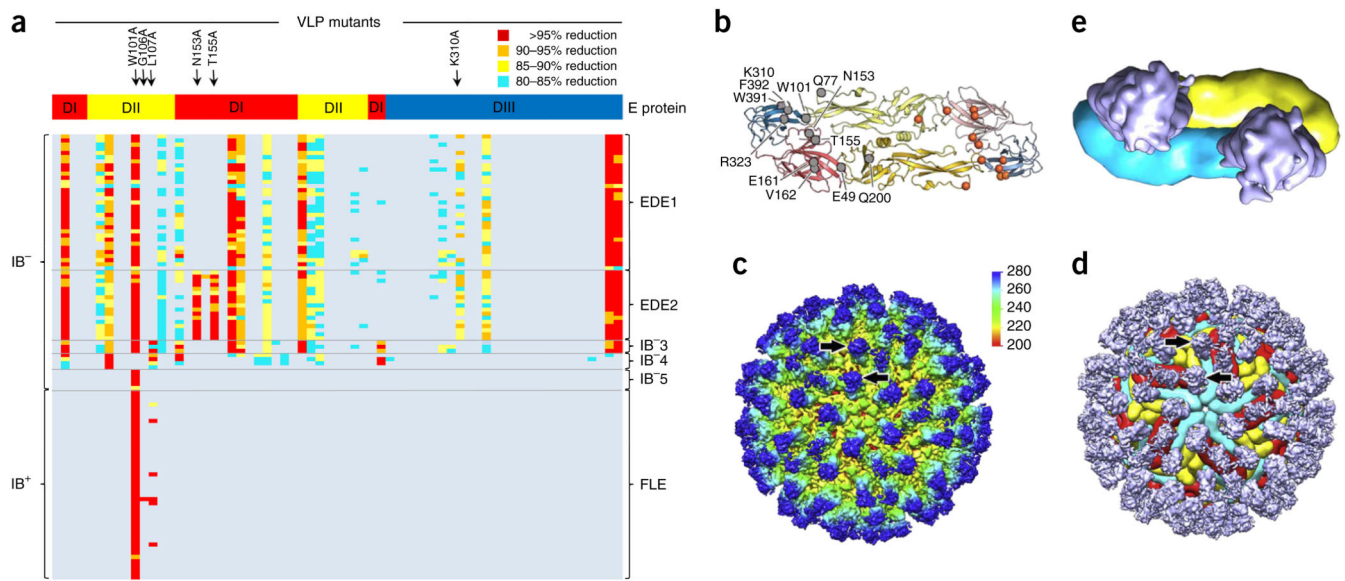 a
VLP mutants
W101A
G106A
L107A
N153A
T155A
K310A
>95% reduction
90–95% reduction
85–90% reduction
80–85% reduction
DI
DII
DI
DII
DI
DIII
E protein
IB⁻
EDE1
EDE2
IB⁻3
IB⁻4
IB⁻5
IB⁺
FLE
b
K310
F392
W391
W101
Q77
N153
T155
R323
E161
V162
E49
Q200
e
c
280
260
240
220
200
d